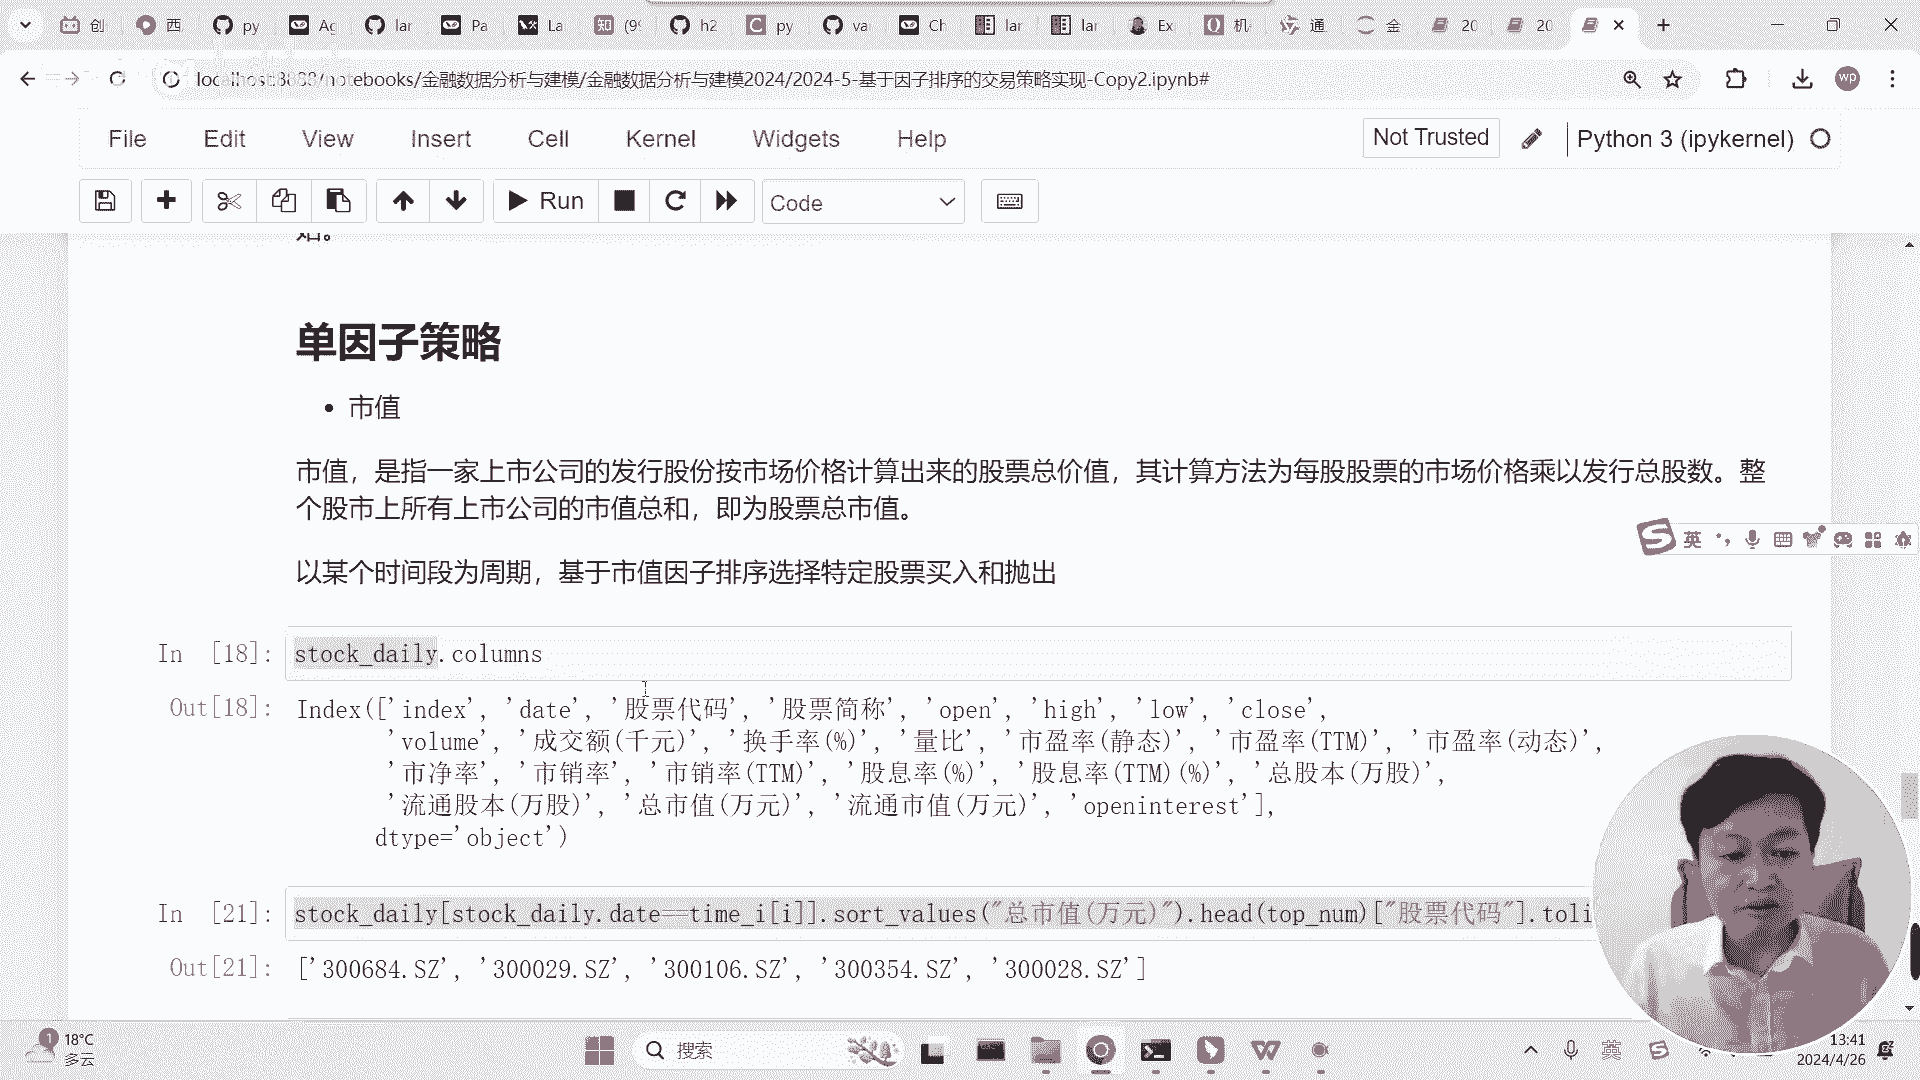 创
西
py
Ag
lar
Pa
La
知 (9
h2
py
va
Ch
lar
lar
Ex
机
通
金
20
20
localhost:8888/notebooks/金融数据分析与建模/金融数据分析与建模2024/2024-5-基于因子排序的交易策略实现-Copy2.ipynb#
wp
File Edit View Insert Cell Kernel Widgets Help
Not Trusted
Python 3 (ipykernel)
Run
Code
单因子策略
• 市值
市值，是指一家上市公司的发行股份按市场价格计算出来的股票总价值，其计算方法为每股股票的市场价格乘以发行总股数。整
个股市上所有上市公司的市值总和，即为股票总市值。
英
以某个时间段为周期，基于市值因子排序选择特定股票买入和抛出
In [18]: stock_daily.columns
Out[18]: Index(['index', 'date', '股票代码', '股票简称', 'open', 'high', 'low', 'close',
'volume', '成交额(千元)', '换手率(%)', '量比', '市盈率(静态)', '市盈率(TTM)', '市盈率(动态)',
'市净率', '市销率', '市销率(TTM)', '股息率(%)', '股息率(TTM)(%)', '总股本(万股)',
'流通股本(万股)', '总市值(万元)', '流通市值(万元)', 'openinterest'],
dtype='object')
In [21]: stock_daily[stock_daily.date==time_i[i]].sort_values("总市值(万元)").head(top_num)["股票代码"].toli
Out[21]: ['300684.SZ', '300029.SZ', '300106.SZ', '300354.SZ', '300028.SZ']
1
18°C
多云
搜索
英
13:41
2024/4/26